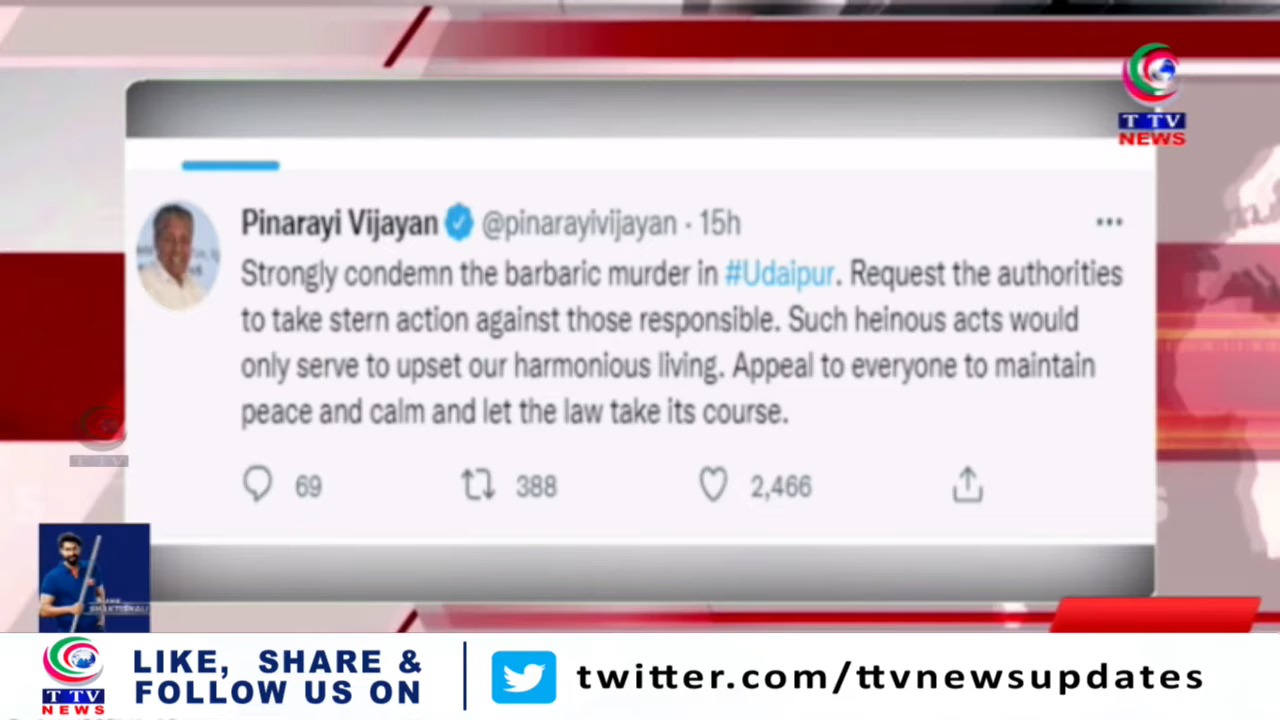 T TV
NEWS
Pinarayi Vijayan @pinarayivijayan · 15h
Strongly condemn the barbaric murder in #Udaipur. Request the authorities
to take stern action against those responsible. Such heinous acts would
only serve to upset our harmonious living. Appeal to everyone to maintain
peace and calm and let the law take its course.
69 388 2,466
T TV
T TV
NEWS
LIKE, SHARE &
FOLLOW US ON
twitter.com/ttvnewsupdates